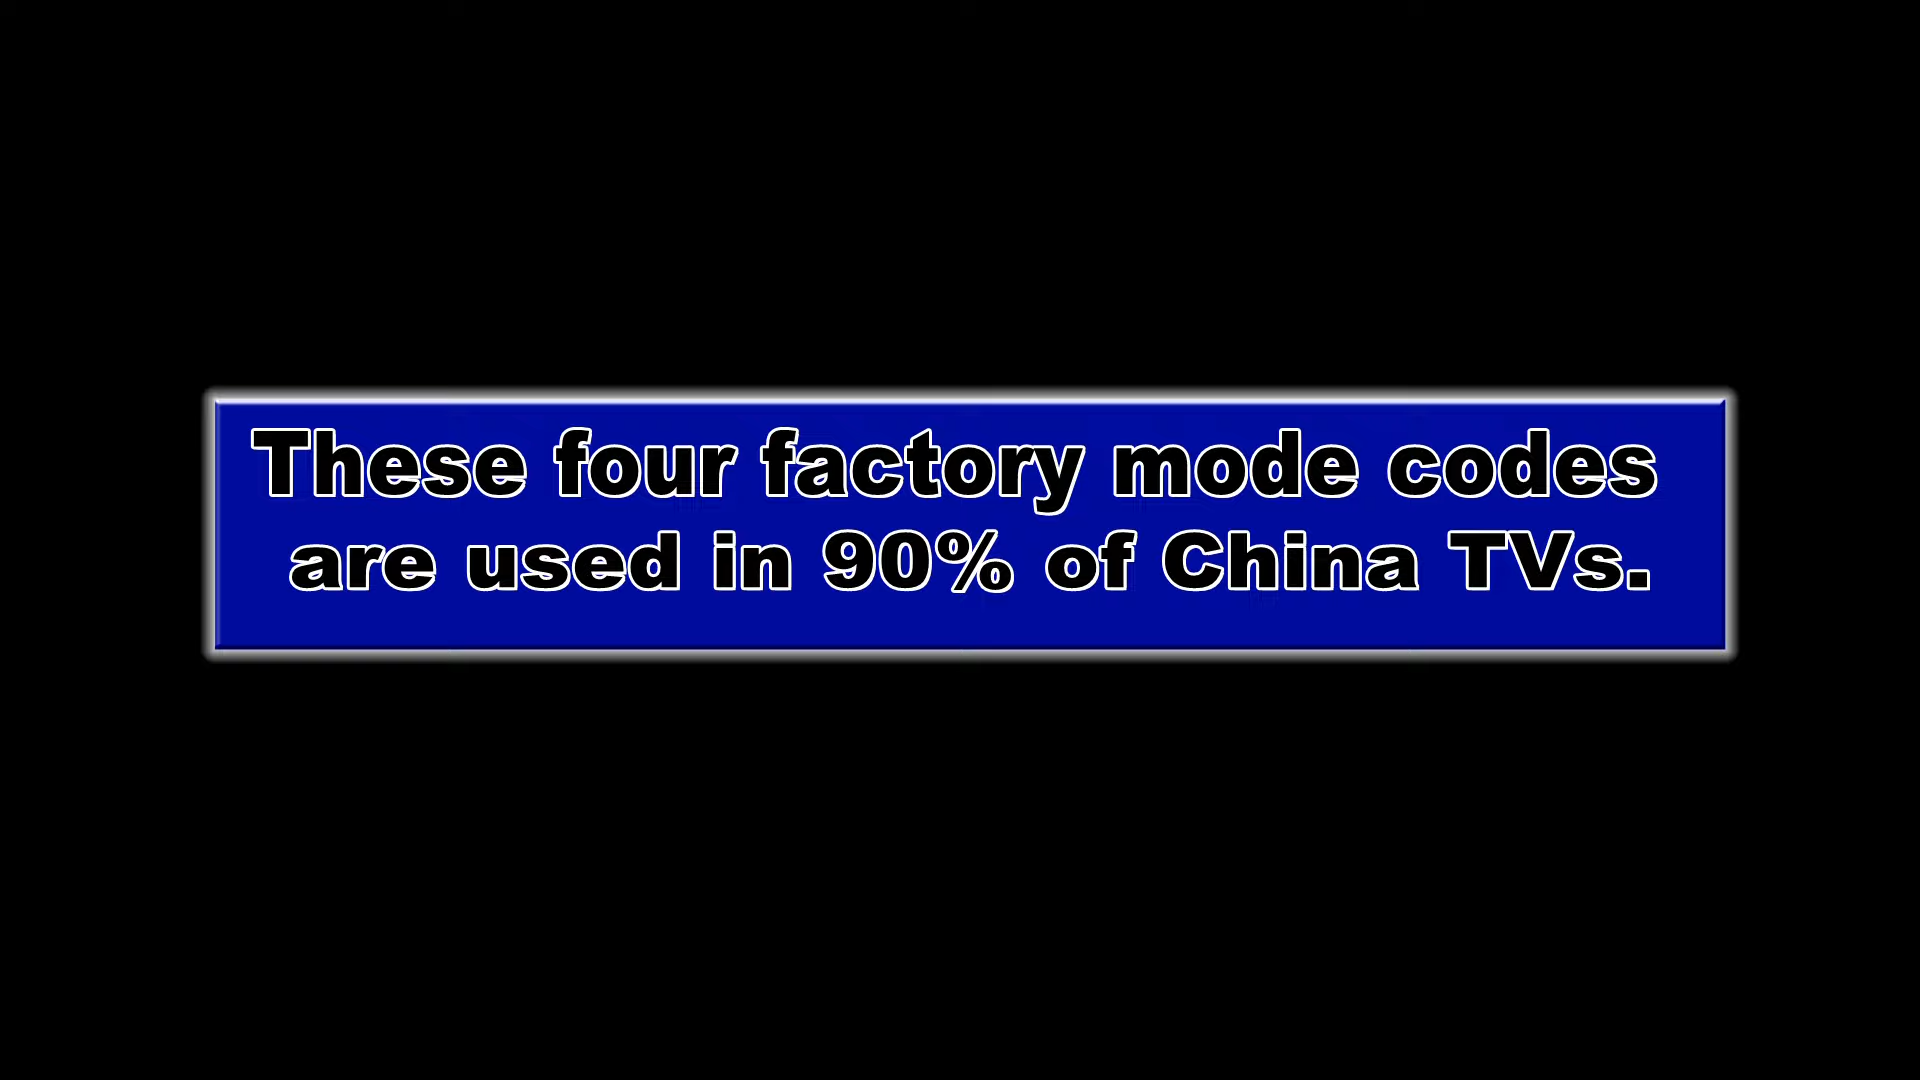 These four factory mode codes
are used in 90% of China TVs.